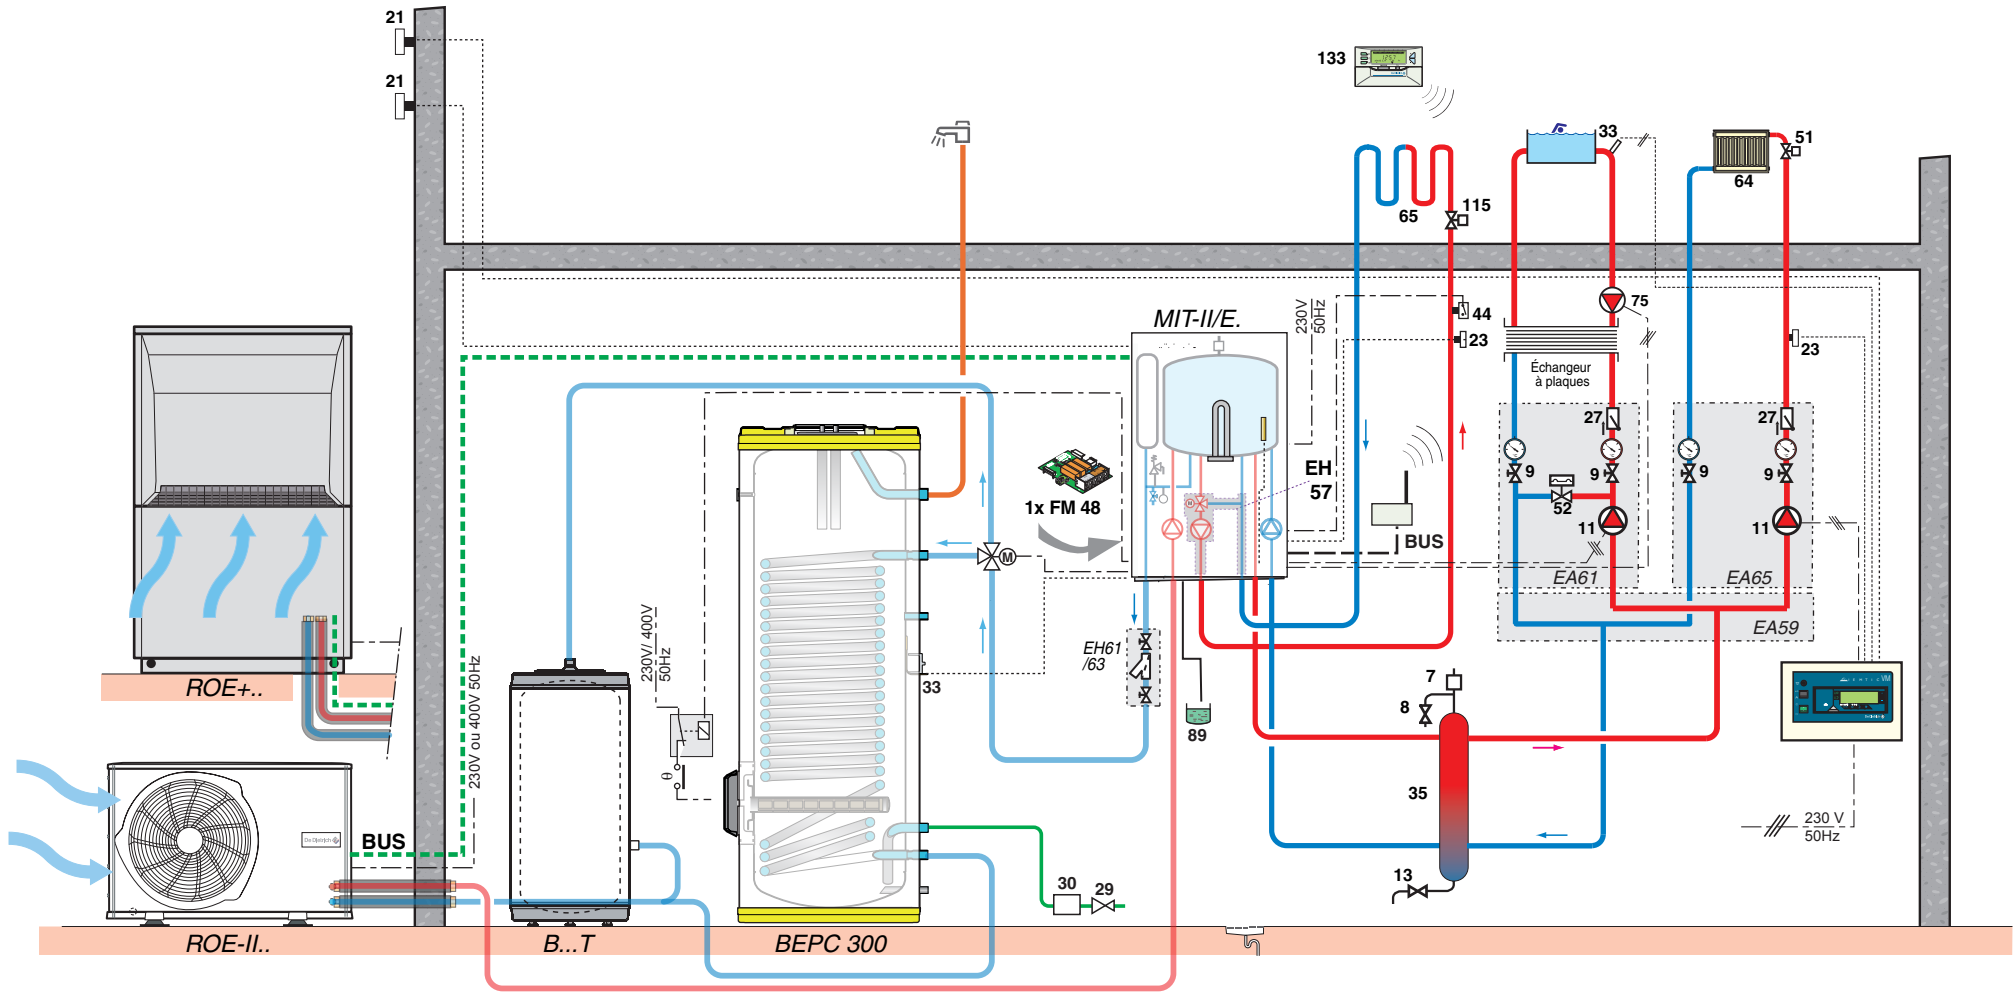 21
21
133
33
51
64
65
115
MIT-II/E.
230V
50Hz
44
23
75
Échangeur
à plaques
23
27
27
9
9
9
9
52
11
11
EA61
EA65
EA59
EH
57
1x FM 48
BUS
M
M
EH61
/63
33
89
7
8
35
13
230 V
50Hz
VM
230V/ 400V
50Hz
θ
ROE+..
230V ou 400V 50Hz
De Dietrich
BUS
30
29
ROE-II..
B...T
BEPC 300